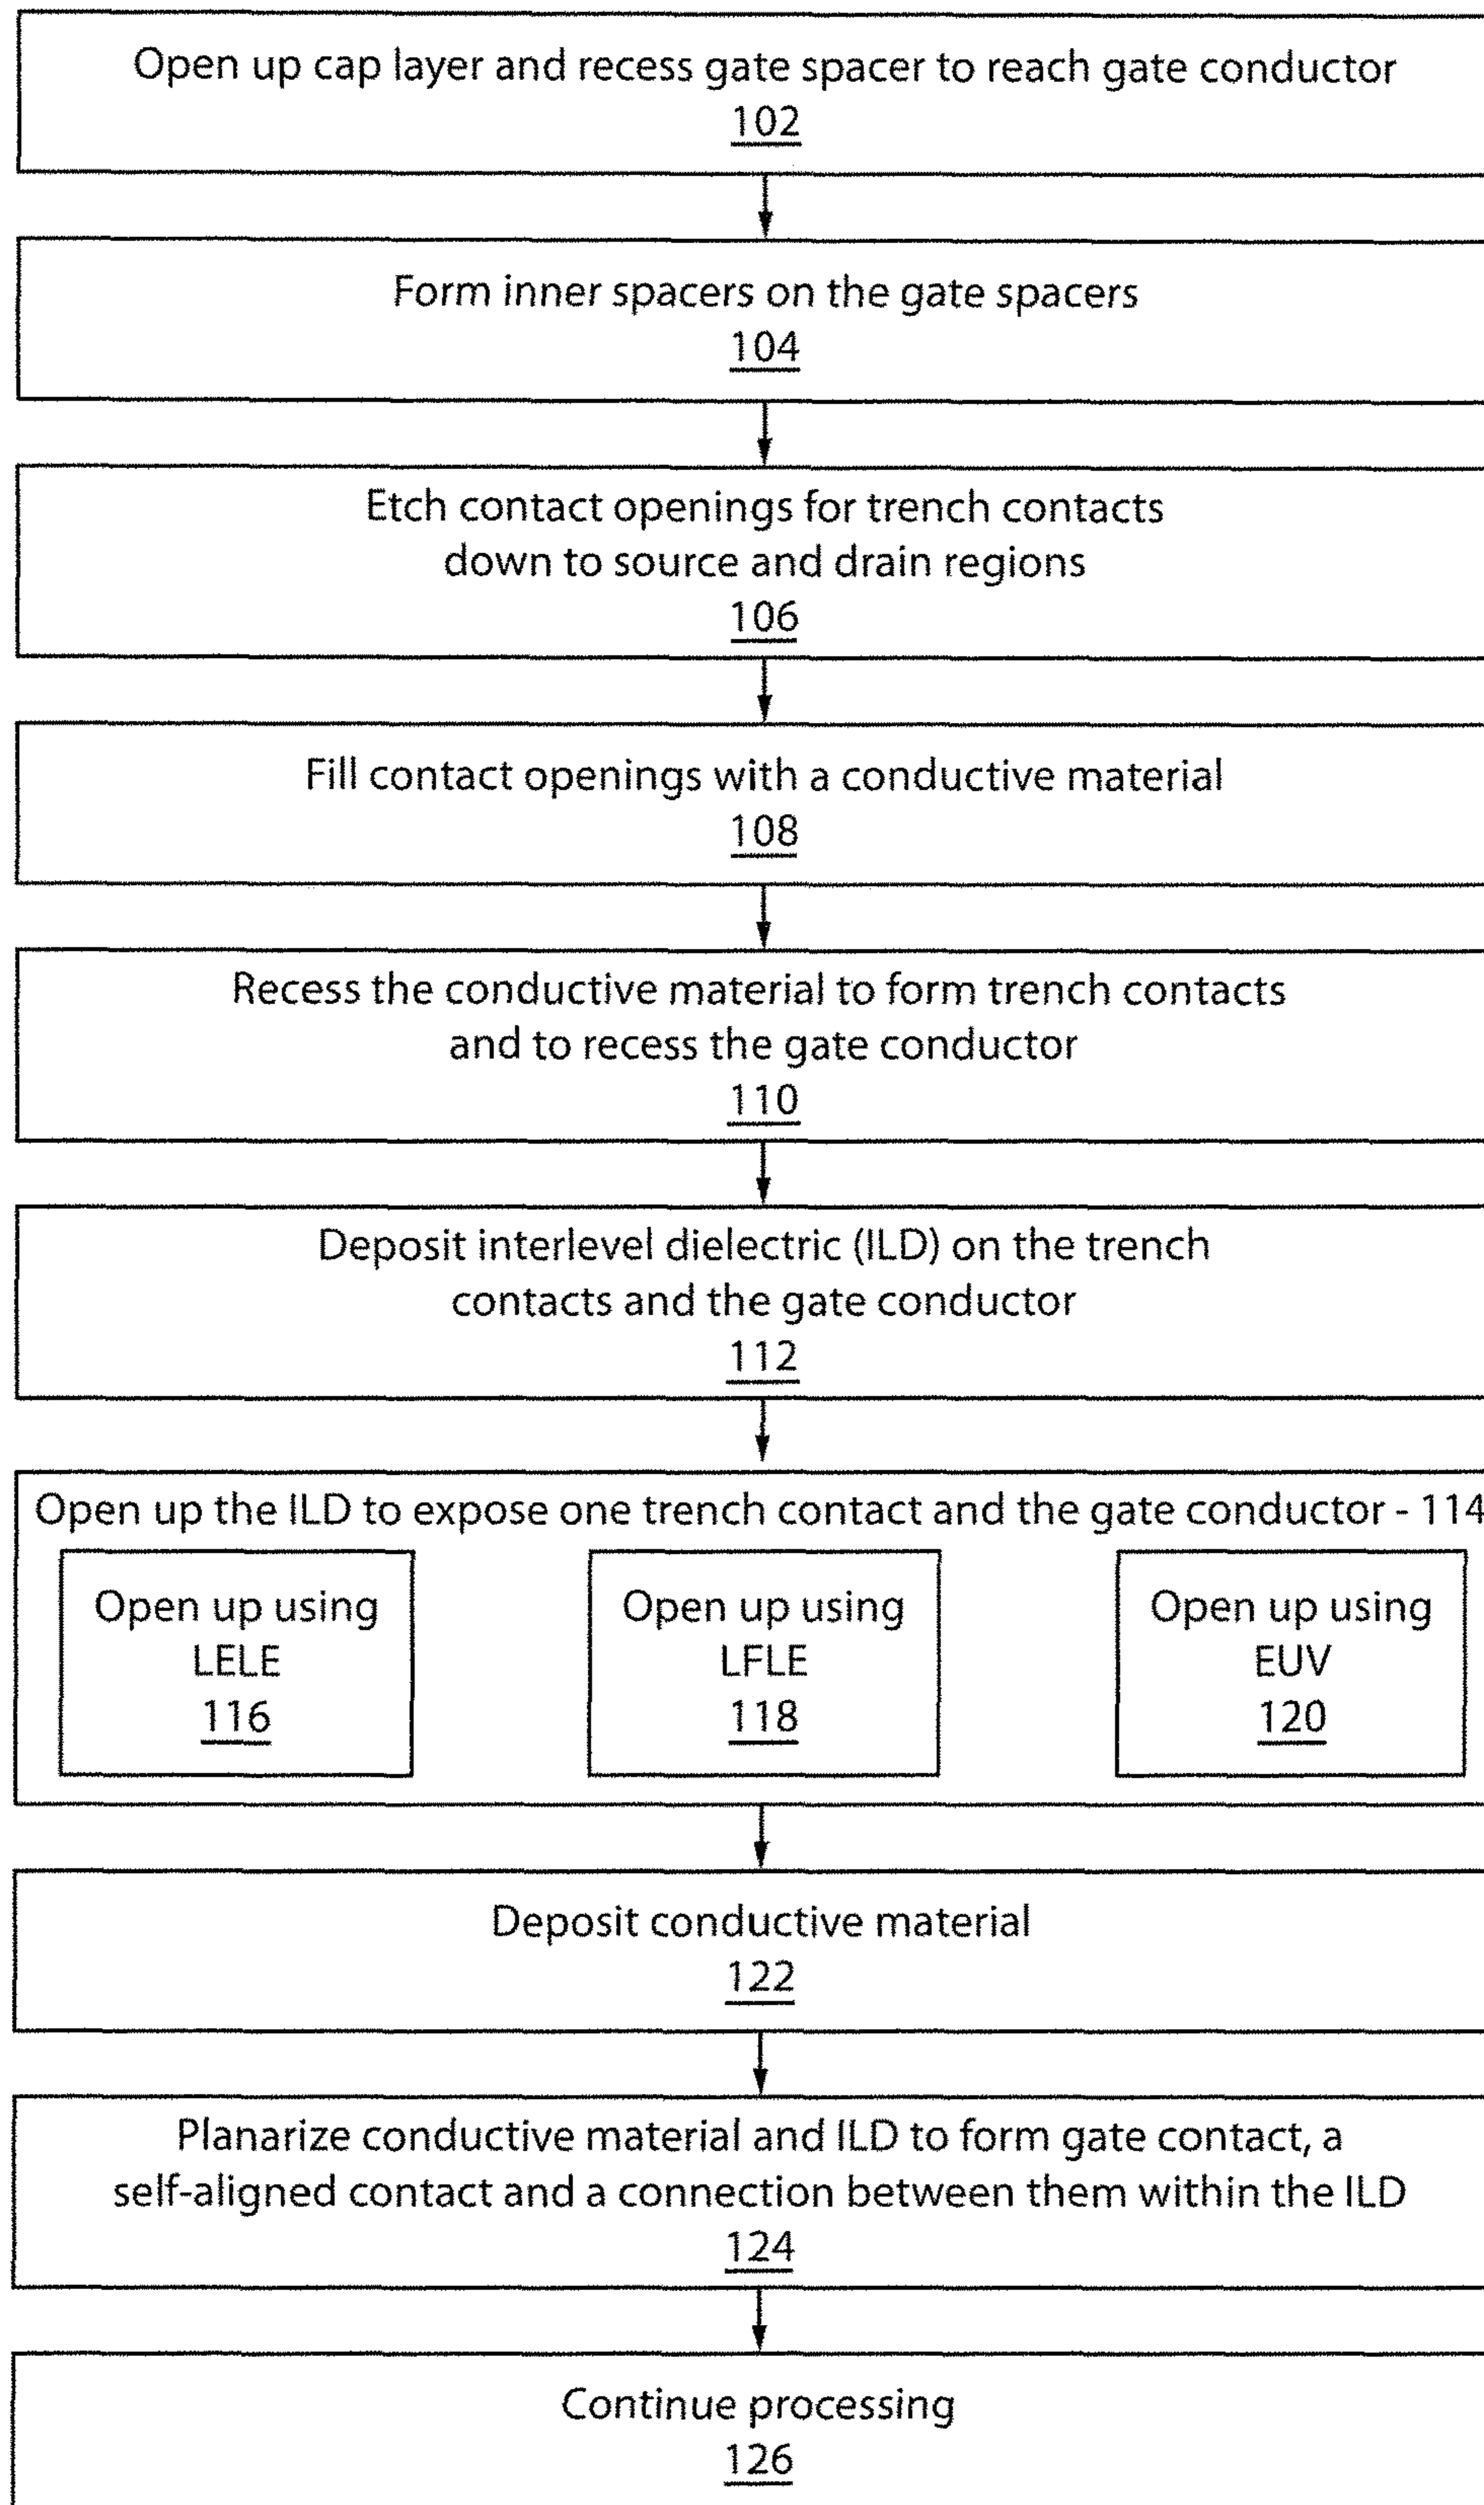 Open up cap layer and recess gate spacer to reach gate conductor
102
Form inner spacers on the gate spacers
104
Etch contact openings for trench contacts
down to source and drain regions
106
Fill contact openings with a conductive material
108
Recess the conductive material to form trench contacts
and to recess the gate conductor
110
Deposit interlevel dielectric (ILD) on the trench
contacts and the gate conductor
112
Open up the ILD to expose one trench contact and the gate conductor - 114
Open up using
LELE
116
Open up using
LFLE
118
Open up using
EUV
120
Deposit conductive material
122
Planarize conductive material and ILD to form gate contact, a
self-aligned contact and a connection between them within the ILD
124
Continue processing
126